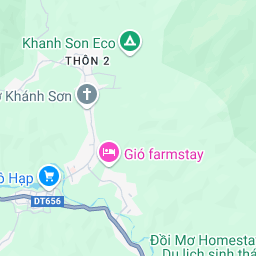 Khanh Son Eco
THÔN 2
Khánh Sơn
Gió farmstay
Hạp
DT656
Đồi Mơ Homesta
Du lịch sinh thá